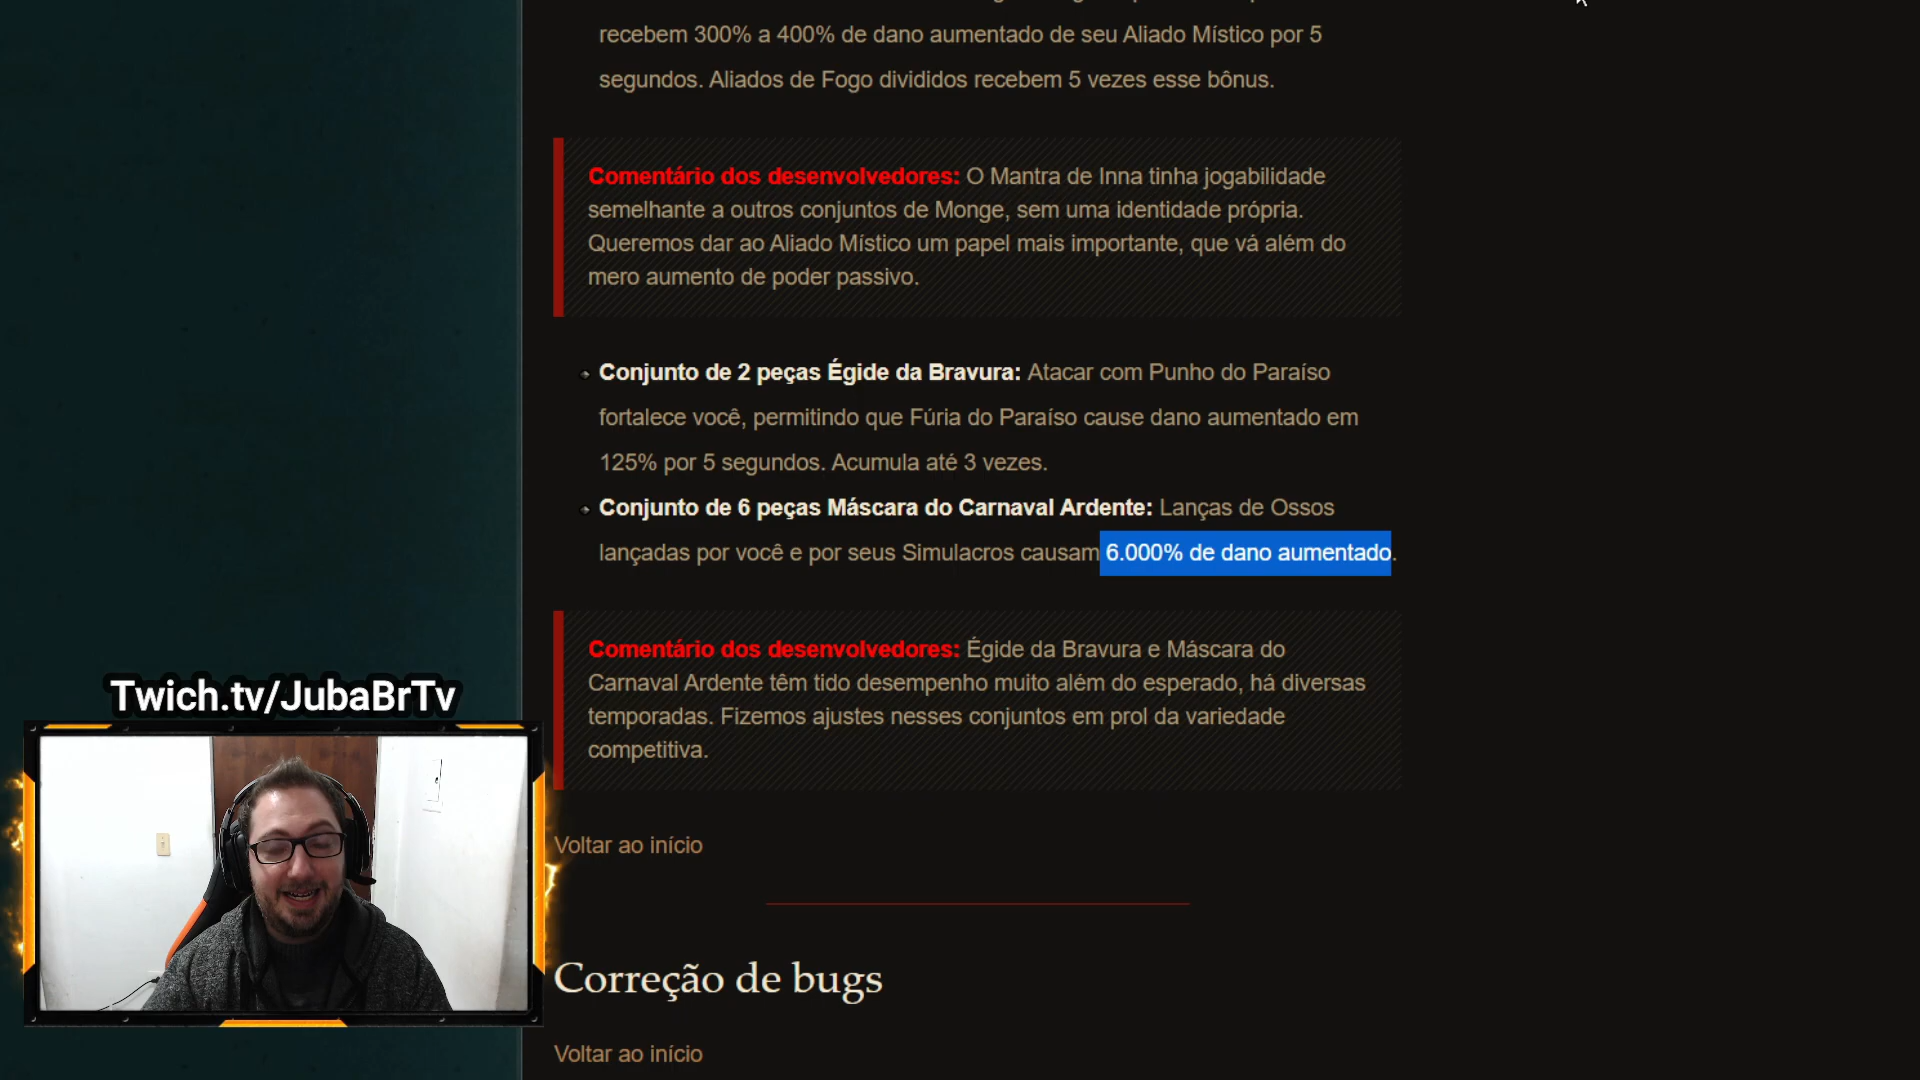 recebem 300% a 400% de dano aumentado de seu Aliado Místico por 5
segundos. Aliados de Fogo divididos recebem 5 vezes esse bônus.
Comentário dos desenvolvedores: O Mantra de Inna tinha jogabilidade
semelhante a outros conjuntos de Monge, sem uma identidade própria.
Queremos dar ao Aliado Místico um papel mais importante, que vá além do
mero aumento de poder passivo.
Conjunto de 2 peças Égide da Bravura: Atacar com Punho do Paraíso
fortalece você, permitindo que Fúria do Paraíso cause dano aumentado em
125% por 5 segundos. Acumula até 3 vezes.
Conjunto de 6 peças Máscara do Carnaval Ardente: Lanças de Ossos
lançadas por você e por seus Simulacros causam 6.000% de dano aumentado.
Comentário dos desenvolvedores: Égide da Bravura e Máscara do
Carnaval Ardente têm tido desempenho muito além do esperado, há diversas
temporadas. Fizemos ajustes nesses conjuntos em prol da variedade
competitiva.
Voltar ao início
Correção de bugs
Voltar ao início
Twich.tv/JubaBrTv